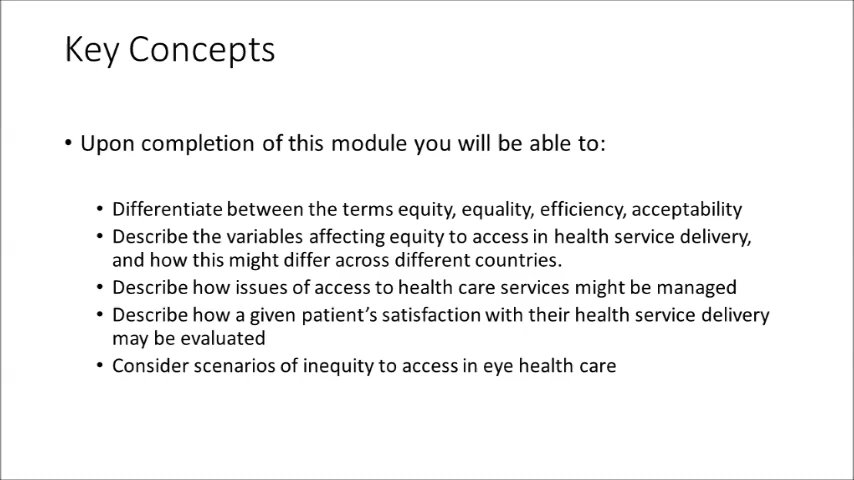 Key Concepts
• Upon completion of this module you will be able to:
• Differentiate between the terms equity, equality, efficiency, acceptability
• Describe the variables affecting equity to access in health service delivery,
and how this might differ across different countries.
• Describe how issues of access to health care services might be managed
• Describe how a given patient’s satisfaction with their health service delivery
may be evaluated
• Consider scenarios of inequity to access in eye health care